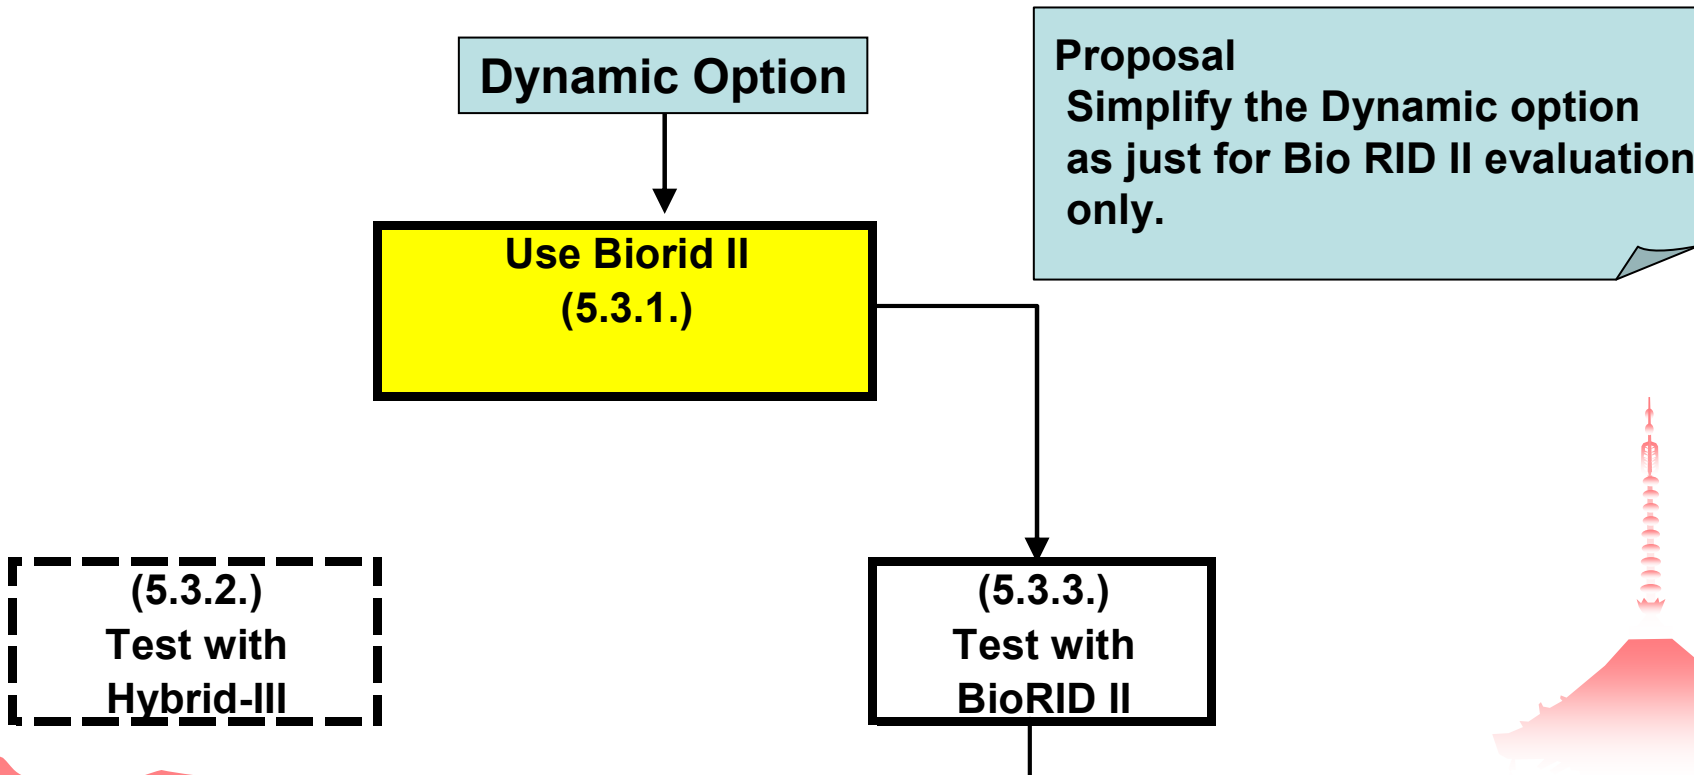 Dynamic Option
Proposal
Simplify the Dynamic option
as just for Bio RID II evaluation
only.
Use Biorid II
(5.3.1.)
(5.3.2.)
Test with
Hybrid-III
(5.3.3.)
Test with
BioRID II